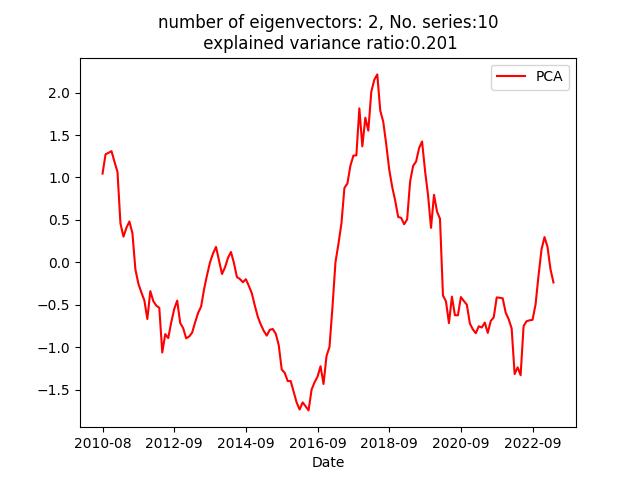 number of eigenvectors: 2, No. series:10
explained variance ratio:0.201
PCA
2.0
1.5
1.0
0.5
0.0
−0.5
−1.0
−1.5
2010-08 2012-09 2014-09 2016-09 2018-09 2020-09 2022-09
Date